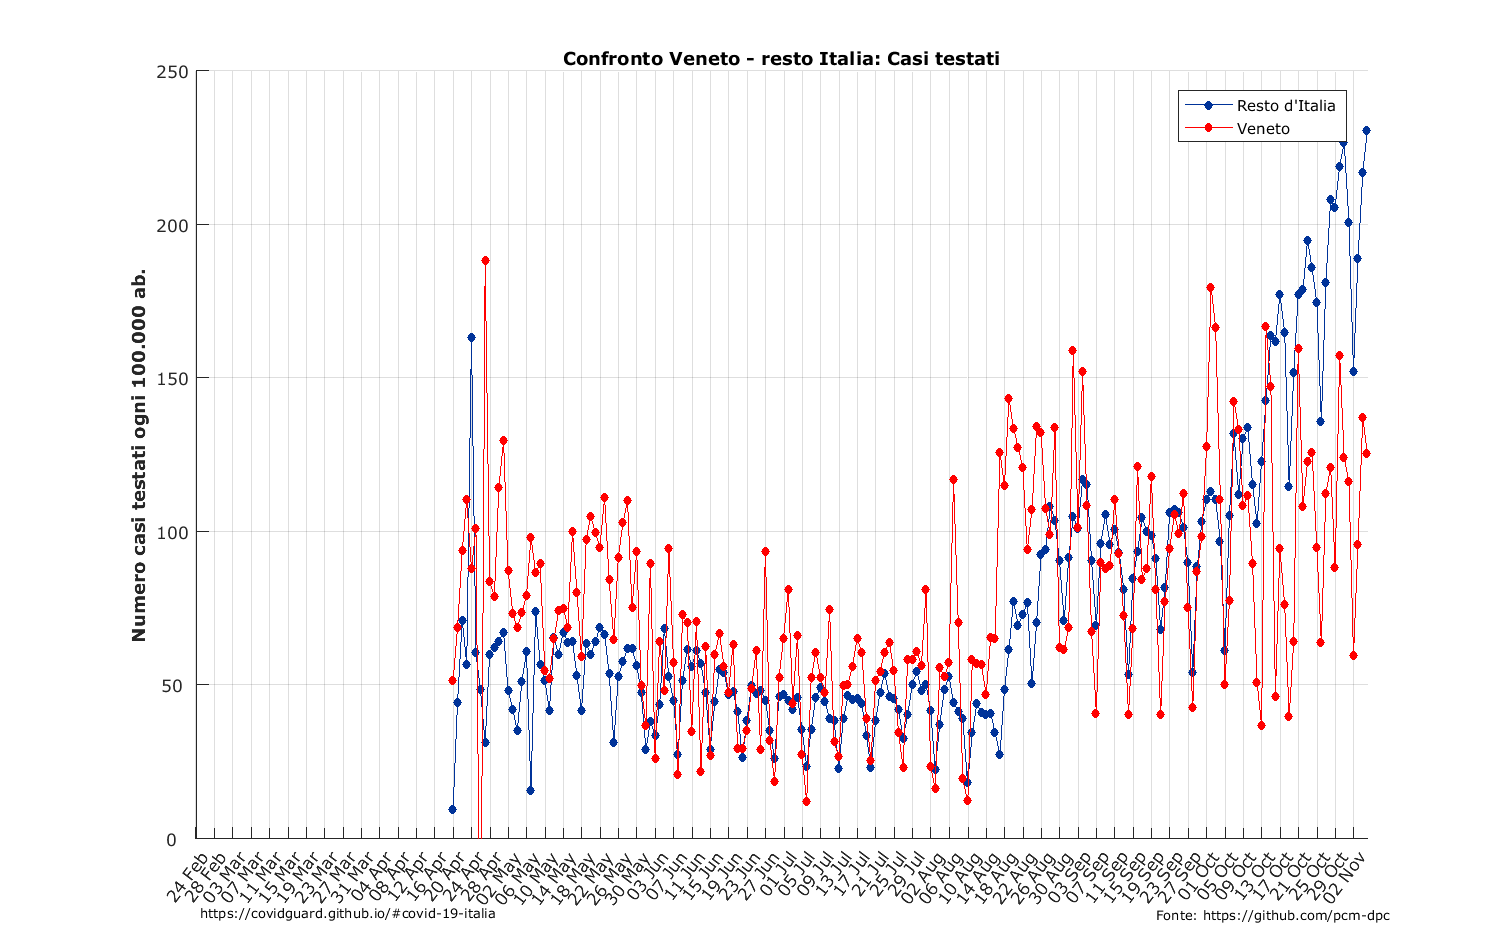 Confronto Veneto - resto Italia: Casi testati
Resto d'Italia
Veneto
Numero casi testati ogni 100.000 ab.
250
200
150
100
50
0
24 Feb
28 Feb
03 Mar
07 Mar
11 Mar
15 Mar
19 Mar
23 Mar
27 Mar
31 Mar
04 Apr
08 Apr
12 Apr
16 Apr
20 Apr
24 Apr
28 Apr
02 May
06 May
10 May
14 May
18 May
22 May
26 May
30 May
03 Jun
07 Jun
11 Jun
15 Jun
19 Jun
23 Jun
27 Jun
01 Jul
05 Jul
09 Jul
13 Jul
17 Jul
21 Jul
25 Jul
29 Jul
02 Aug
06 Aug
10 Aug
14 Aug
18 Aug
22 Aug
26 Aug
30 Aug
03 Sep
07 Sep
11 Sep
15 Sep
19 Sep
23 Sep
27 Sep
01 Oct
05 Oct
09 Oct
13 Oct
17 Oct
21 Oct
25 Oct
29 Oct
02 Nov
https://covidguard.github.io/#covid-19-italia
Fonte: https://github.com/pcm-dpc